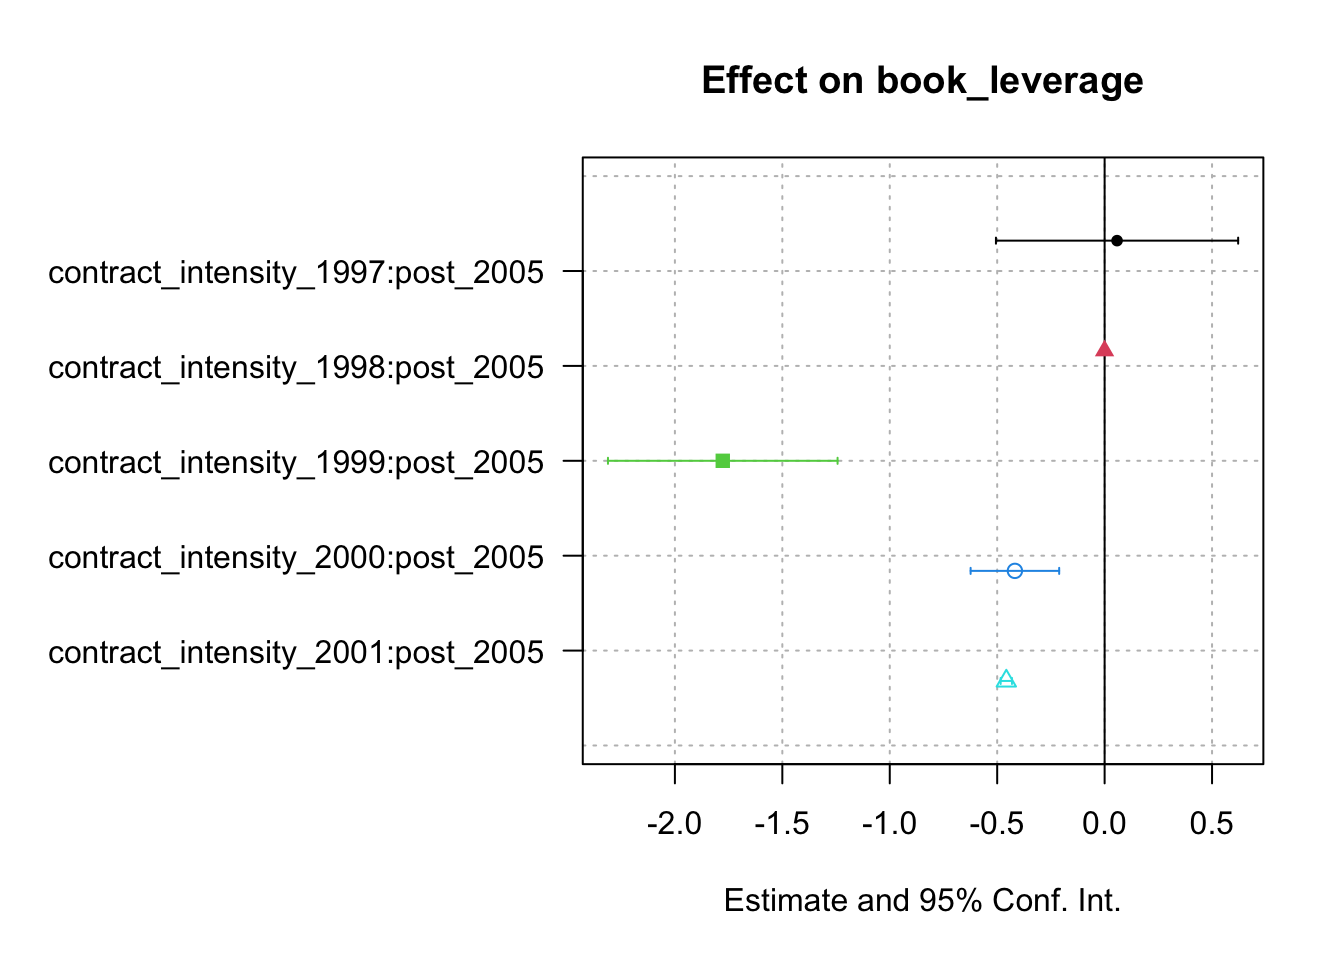 Effect on book_leverage
contract_intensity_1997:post_2005
contract_intensity_1998:post_2005
contract_intensity_1999:post_2005
contract_intensity_2000:post_2005
contract_intensity_2001:post_2005
-2.0 -1.5 -1.0 -0.5 0.0 0.5
Estimate and 95% Conf. Int.